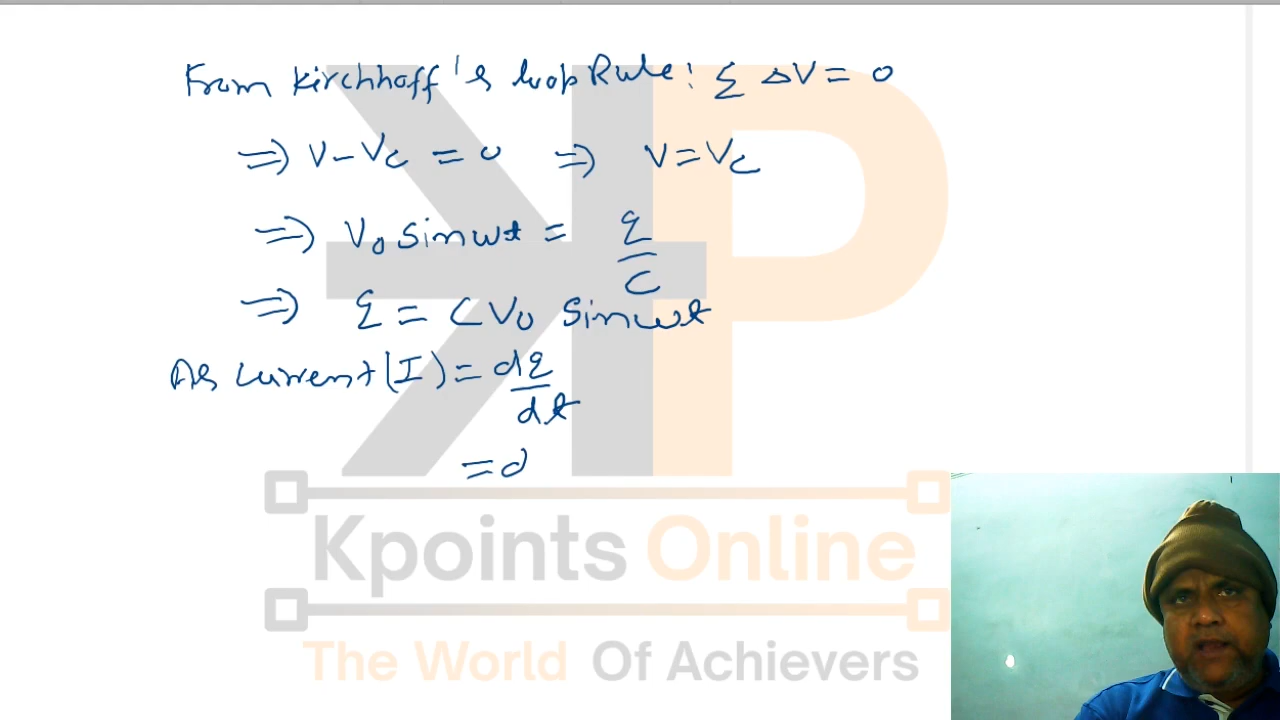 From Kirchhoff's loop Rule: Σ ΔV = 0
⇒ V - Vc = 0 ⇒ V = Vc
⇒ V₀ sinωt = q/C
⇒ q = CV₀ sinωt
As current (I) = dq/dt
= d
Kpoints Online
The World Of Achievers